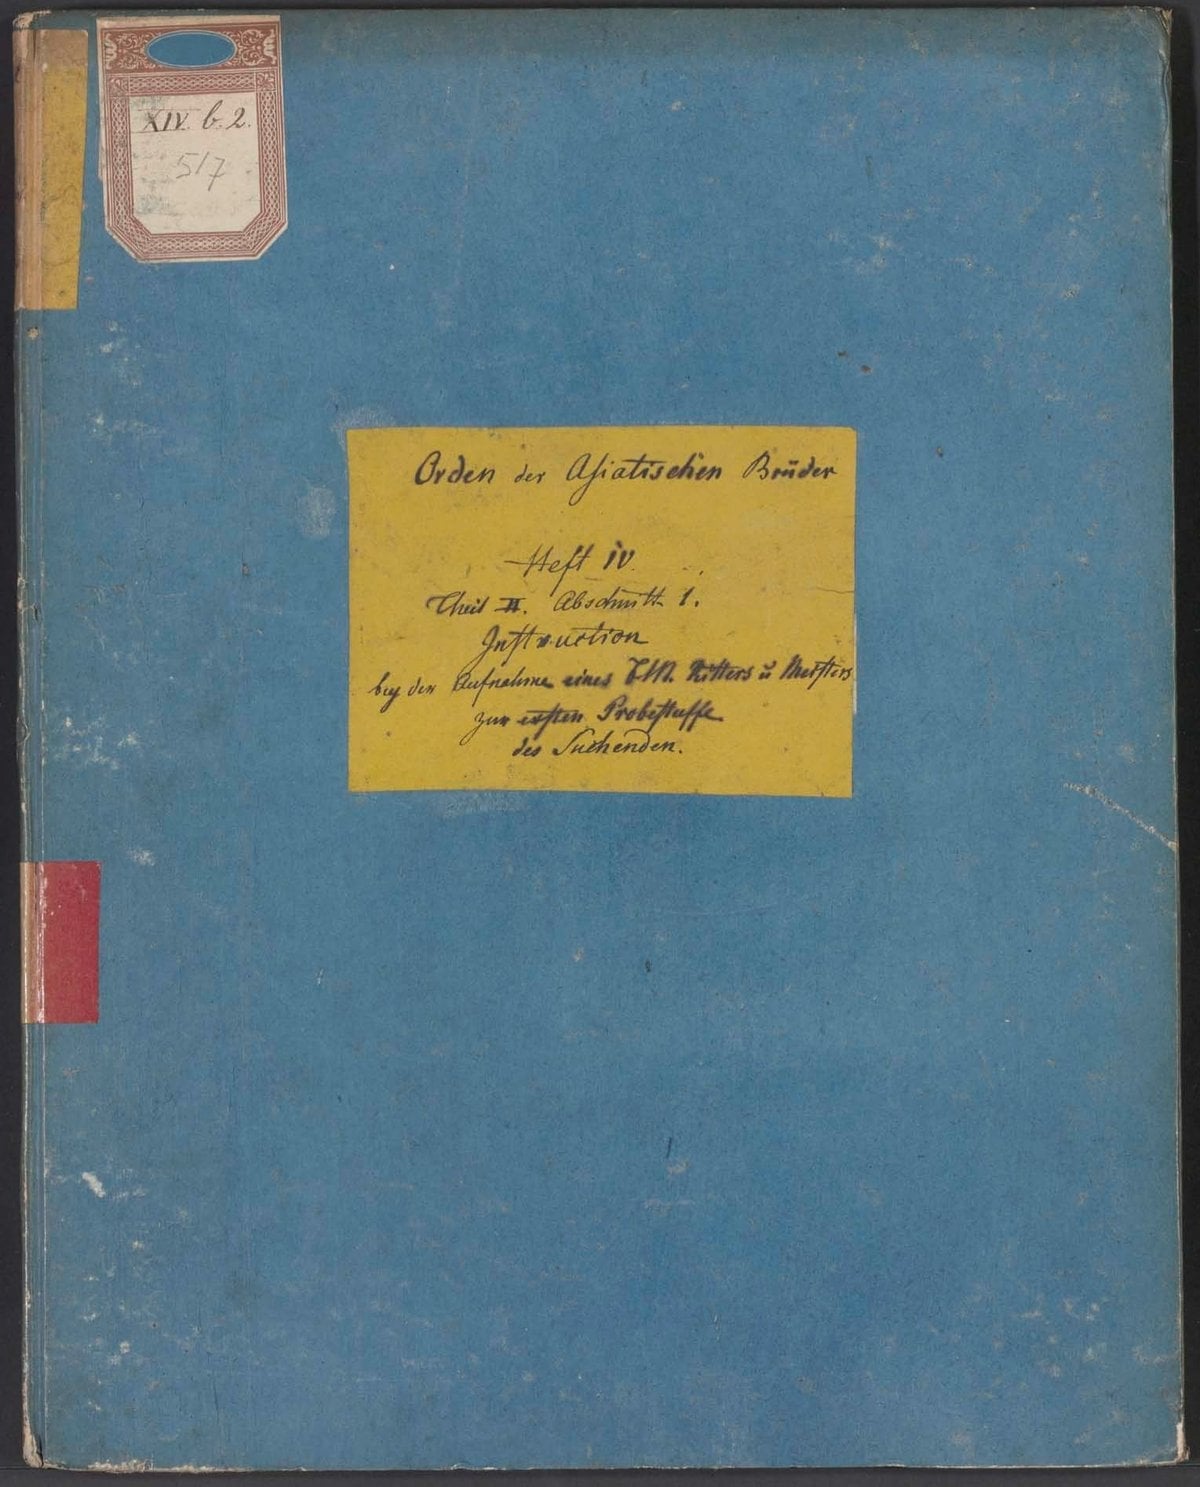 XIV. b. 2.
517
Orden der Asiatischen Brüder
Heft IV.
Theil II. Abschnitt 1.
Instruction
bey der Aufnahme eines Ritters u Meisters
zur ersten Probestuffe
des Suchenden.